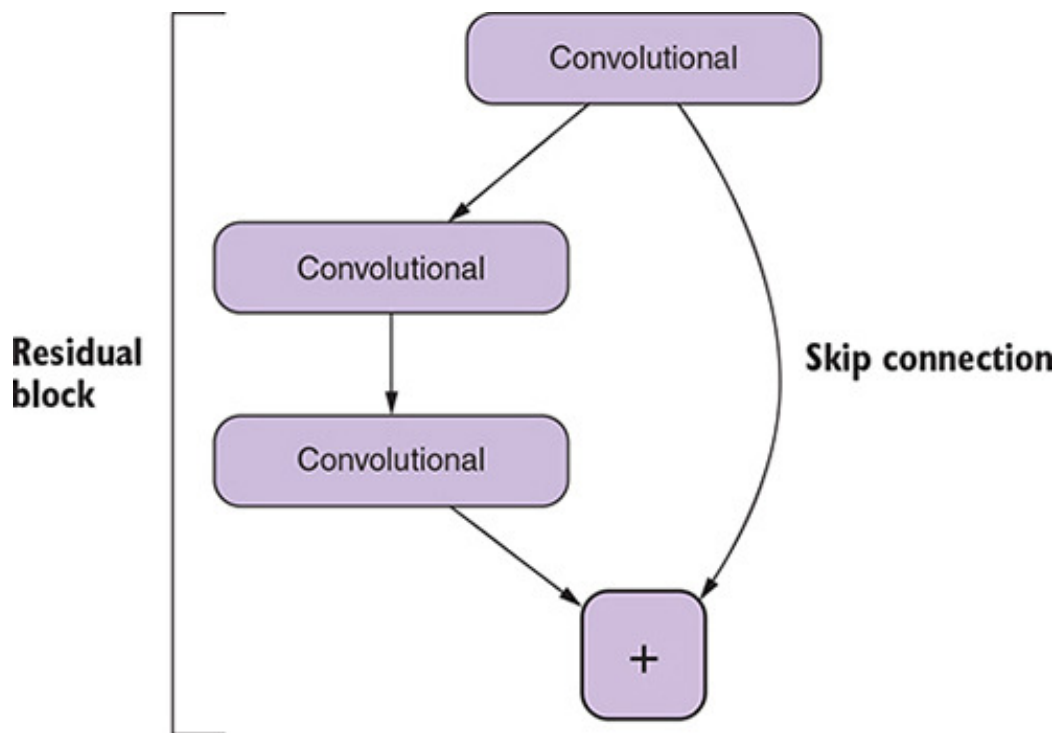 Convolutional
Convolutional
Residual
block
Skip connection
Convolutional
+